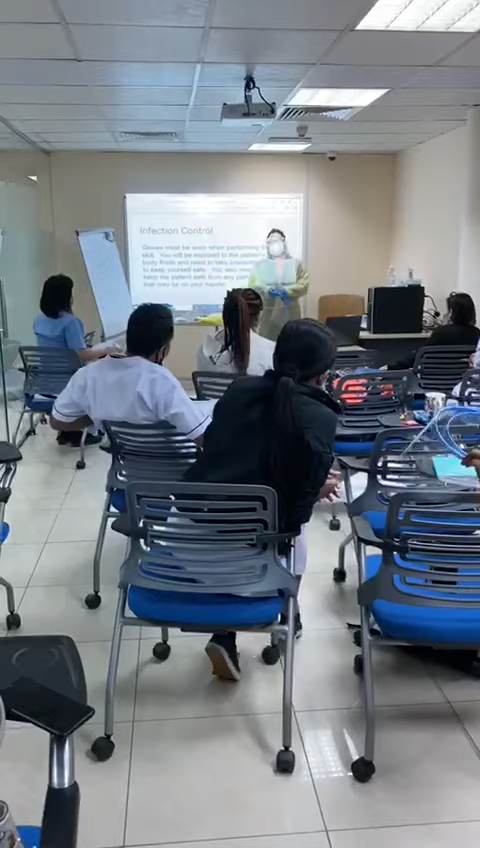 Infection Control
Gloves must be worn when performing
skill. You will be exposed to the patient's
body fluids and need to take
to keep yourself safe. You also need
keep the patient safe from any
that may be on your hands